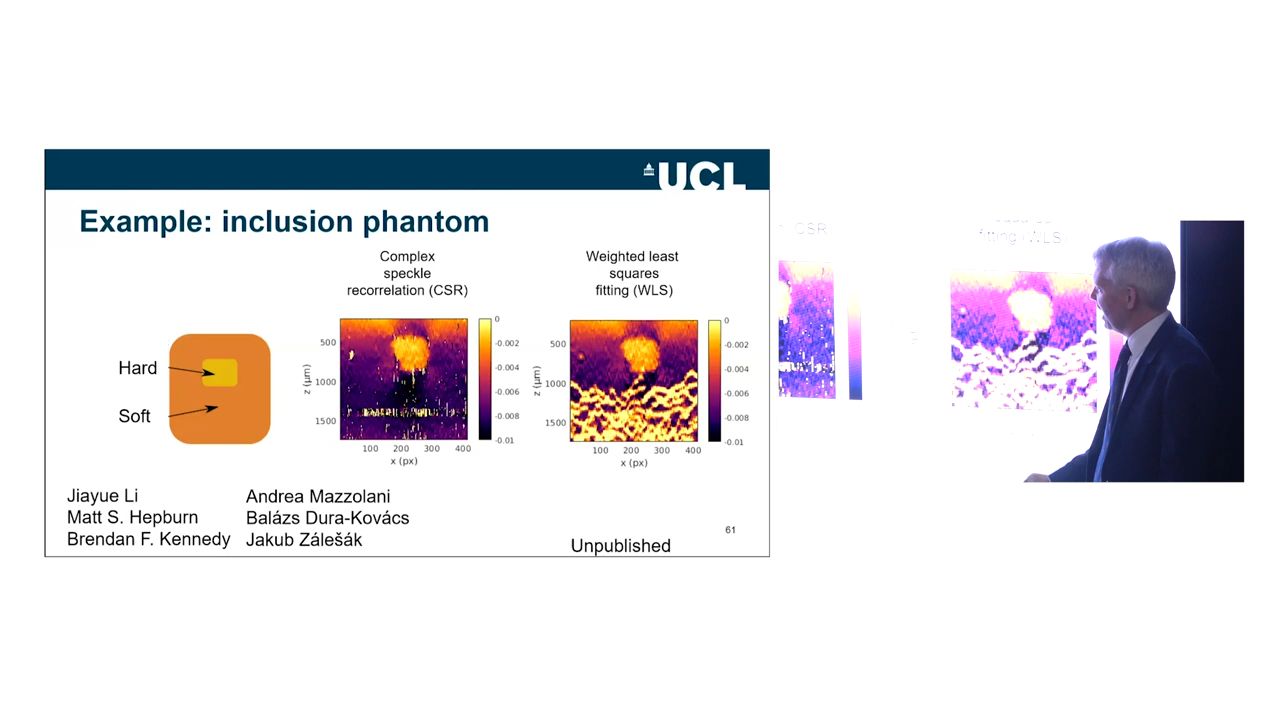 UCL
Example: inclusion phantom
Complex
speckle
recorrelation (CSR)
Weighted least
squares
fitting (WLS)
Hard
Soft
z (μm)
500
1000
1500
100 200 300 400
x (px)
0
-0.002
-0.004
-0.006
-0.008
-0.01
z (μm)
500
1000
1500
100 200 300 400
x (px)
0
-0.002
-0.004
-0.006
-0.008
-0.01
Jiayue Li
Matt S. Hepburn
Brendan F. Kennedy
Andrea Mazzolani
Balázs Dura-Kovács
Jakub Zálešák
Unpublished
61
CSR
fitting (WLS)